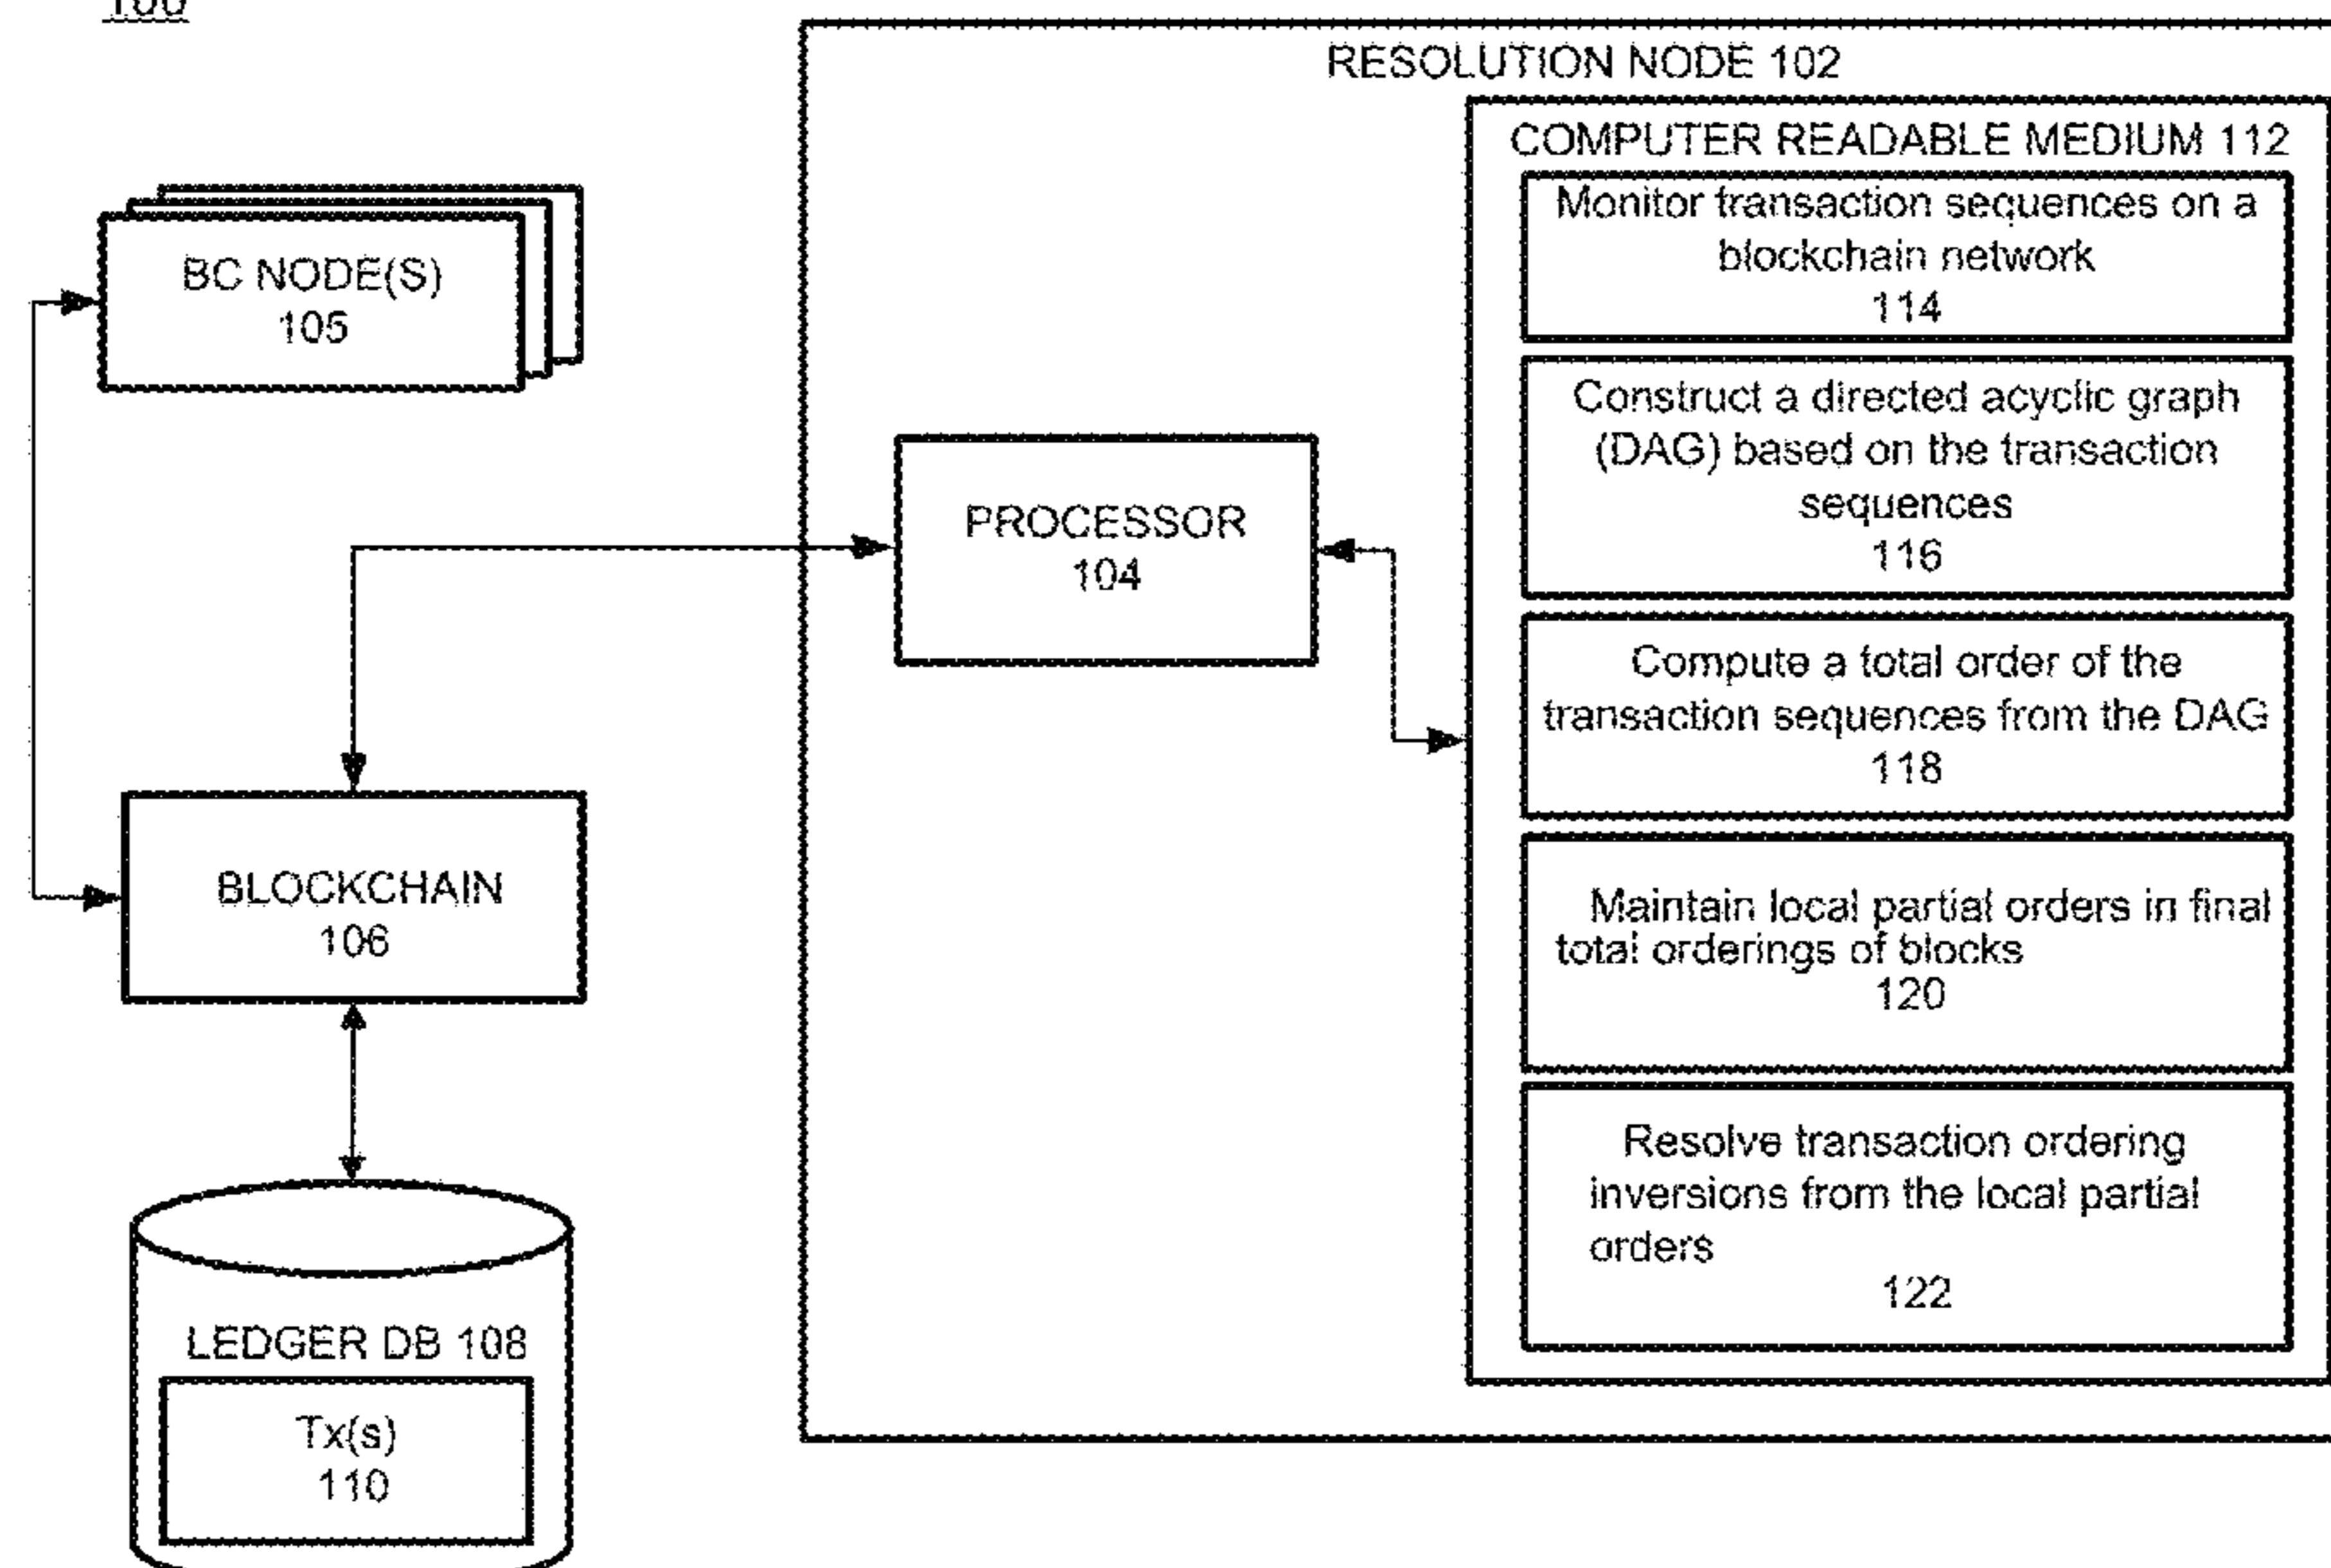 100
RESOLUTION NODE 102
COMPUTER READABLE MEDIUM 112
Monitor transaction sequences on a
blockchain network
114
BC NODE(S)
105
Construct a directed acyclic graph
(DAG) based on the transaction
sequences
116
PROCESSOR
104
Compute a total order of the
transaction sequences from the DAG
118
BLOCKCHAIN
106
Maintain local partial orders in final
total orderings of blocks
120
Resolve transaction ordering
inversions from the local partial
orders
122
LEDGER DB 108
Tx(s)
110